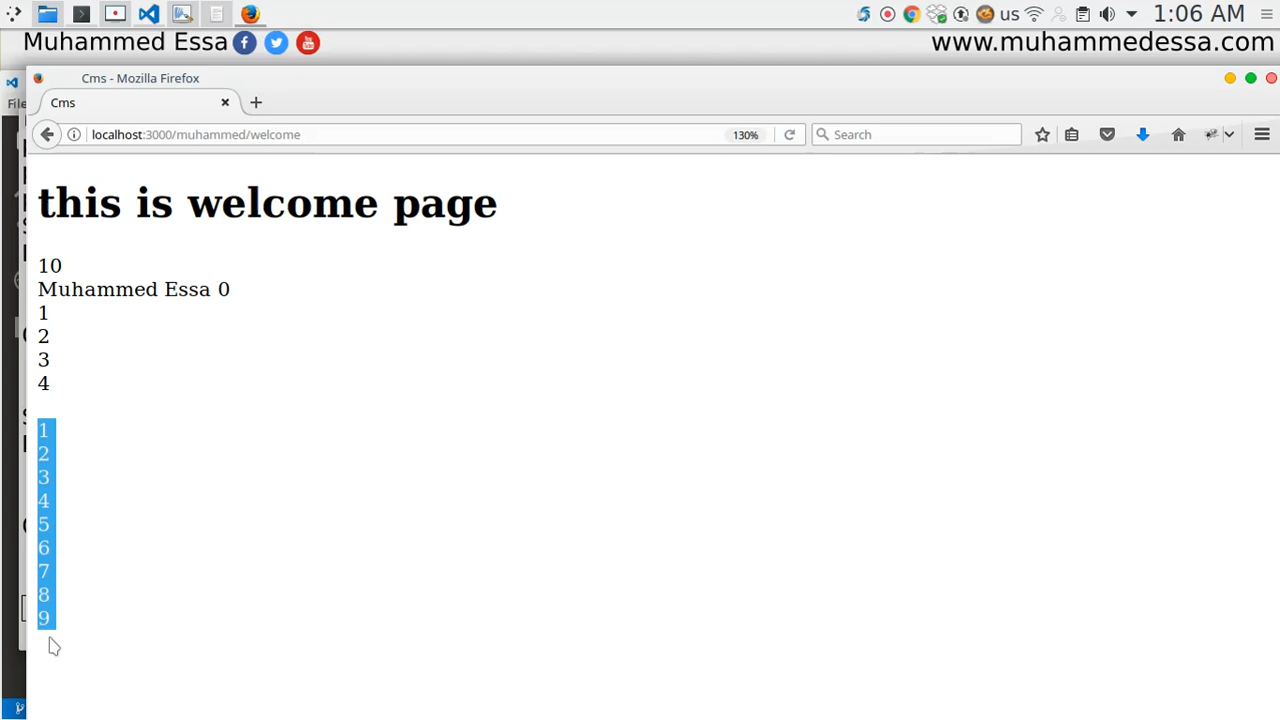 us
1:06 AM
Muhammed Essa
www.muhammedessa.com
Cms - Mozilla Firefox
File
Cms
localhost:3000/muhammed/welcome
130%
Search
this is welcome page
10
Muhammed Essa 0
1
2
3
4
1
2
3
4
5
6
7
8
9